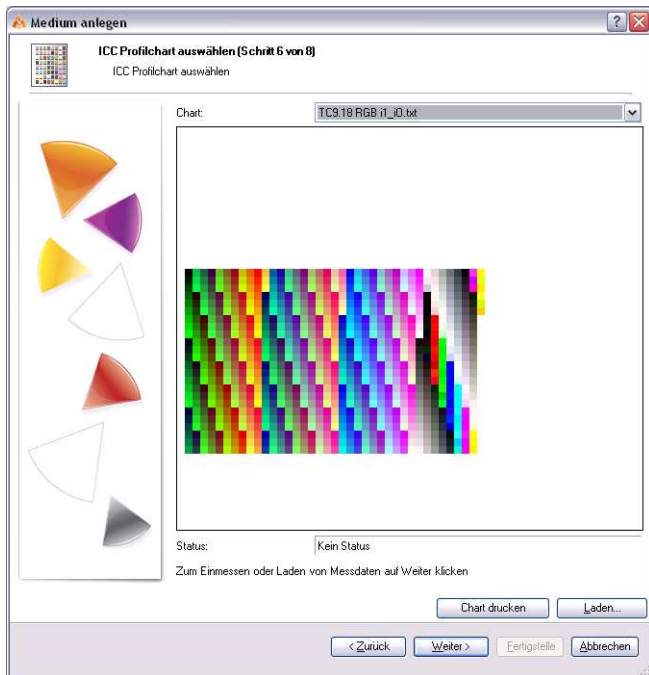 Medium anlegen
ICC Profilchart auswählen (Schritt 6 von 8)
ICC Profilchart auswählen
Chart:
TC9.18 RGB i1_iO.txt
Status:
Kein Status
Zum Einmessen oder Laden von Messdaten auf Weiter klicken
Chart drucken
Laden...
< Zurück
Weiter >
Fertigstelle
Abbrechen